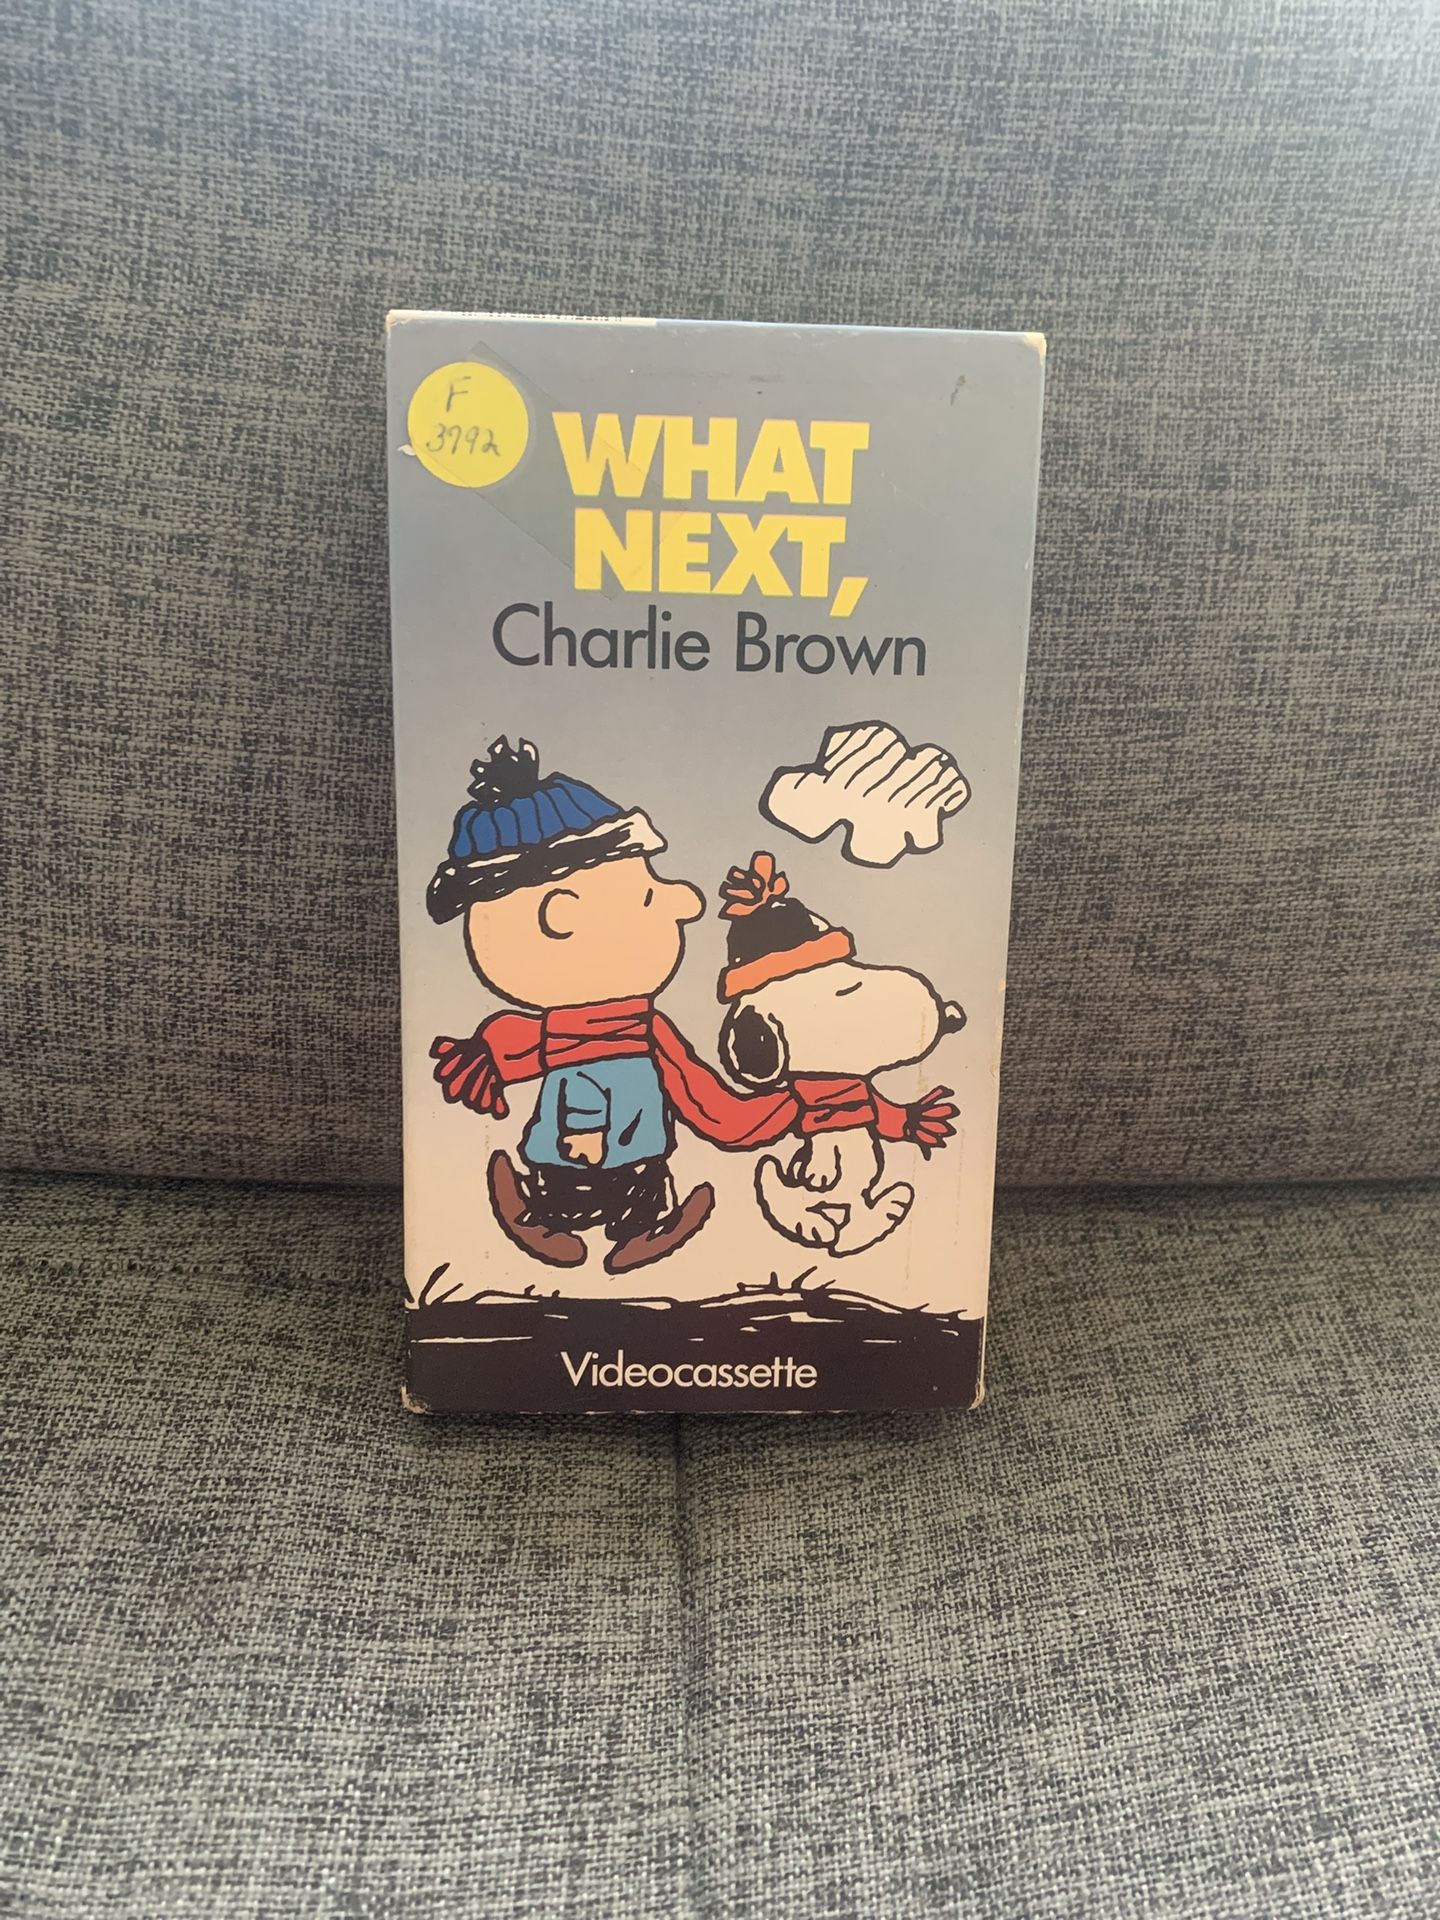 F
3792
WHAT
NEXT,
Charlie Brown
Videocassette